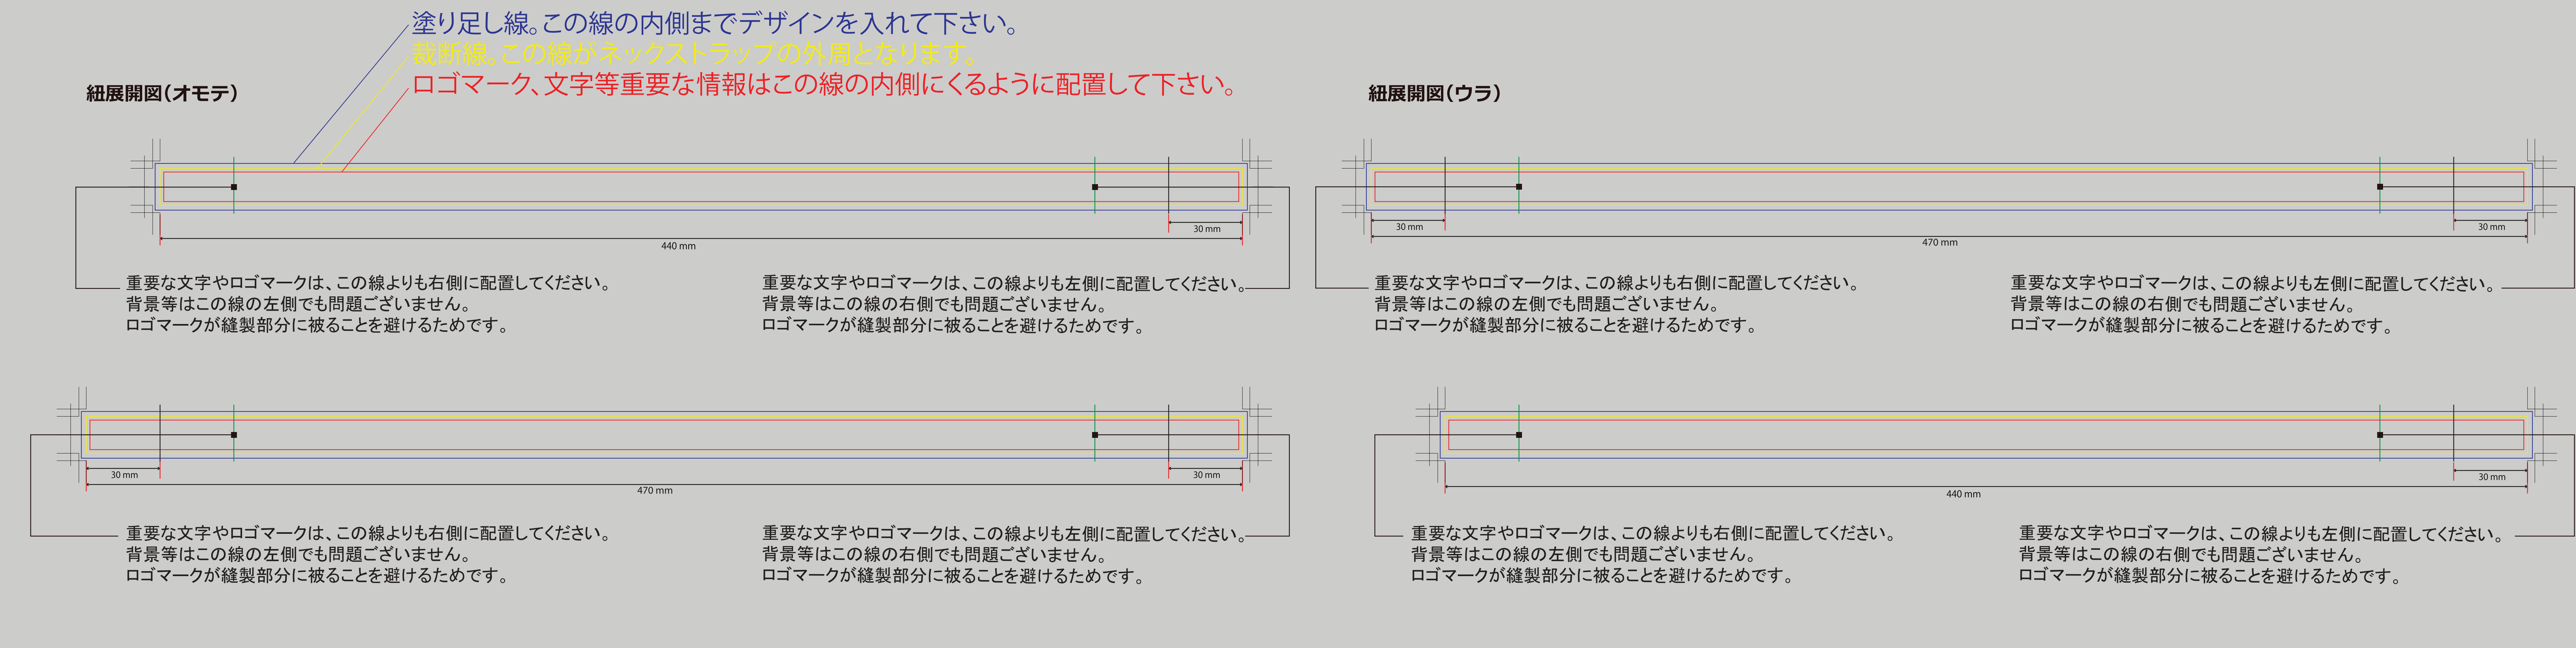 塗り足し線。この線の内側までデザインを入れて下さい。
裁断線。この線がネックストラップの外周となります。
ロゴマーク、文字等重要な情報はこの線の内側にくるように配置して下さい。
紐展開図(オモテ)
30 mm
440 mm
重要な文字やロゴマークは、この線よりも右側に配置してください。
背景等はこの線の左側でも問題ございません。
ロゴマークが縫製部分に被ることを避けるためです。
重要な文字やロゴマークは、この線よりも左側に配置してください。
背景等はこの線の右側でも問題ございません。
ロゴマークが縫製部分に被ることを避けるためです。
30 mm
30 mm
470 mm
重要な文字やロゴマークは、この線よりも右側に配置してください。
背景等はこの線の左側でも問題ございません。
ロゴマークが縫製部分に被ることを避けるためです。
重要な文字やロゴマークは、この線よりも左側に配置してください。
背景等はこの線の右側でも問題ございません。
ロゴマークが縫製部分に被ることを避けるためです。
紐展開図(ウラ)
30 mm
30 mm
470 mm
重要な文字やロゴマークは、この線よりも右側に配置してください。
背景等はこの線の左側でも問題ございません。
ロゴマークが縫製部分に被ることを避けるためです。
重要な文字やロゴマークは、この線よりも左側に配置してください。
背景等はこの線の右側でも問題ございません。
ロゴマークが縫製部分に被ることを避けるためです。
30 mm
440 mm
重要な文字やロゴマークは、この線よりも右側に配置してください。
背景等はこの線の左側でも問題ございません。
ロゴマークが縫製部分に被ることを避けるためです。
重要な文字やロゴマークは、この線よりも左側に配置してください。
背景等はこの線の右側でも問題ございません。
ロゴマークが縫製部分に被ることを避けるためです。